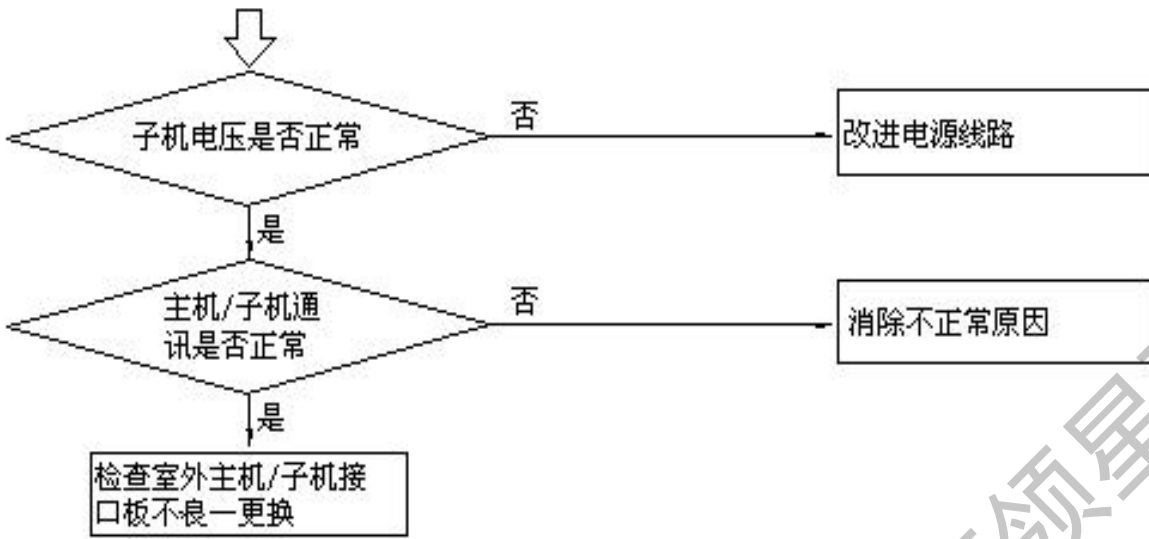 子机电压是否正常
否
改进电源线路
是
主机/子机通
讯是否正常
否
消除不正常原因
是
检查室外主机/子机接
口板不良一更换
领星